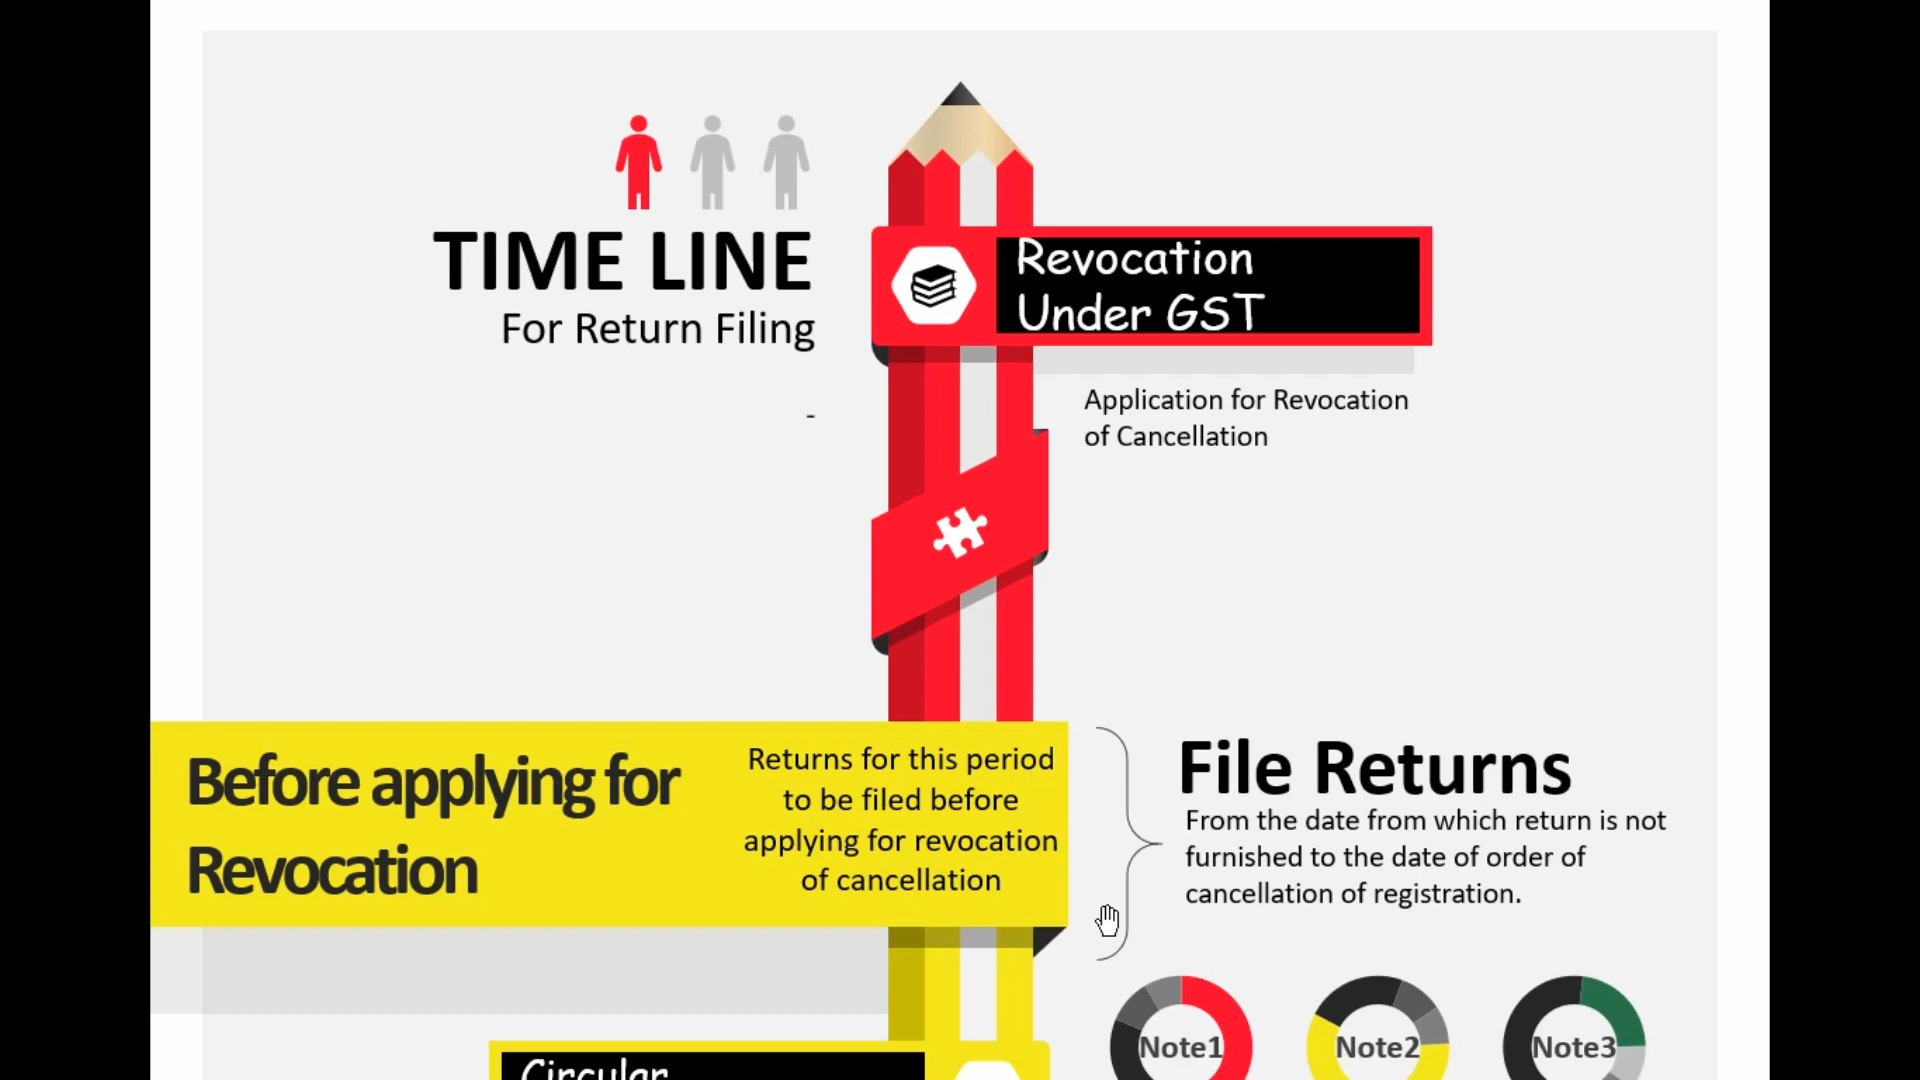 TIME LINE
For Return Filing
-
Revocation
Under GST
Application for Revocation
of Cancellation
Before applying for
Revocation
Returns for this period
to be filed before
applying for revocation
of cancellation
File Returns
From the date from which return is not
furnished to the date of order of
cancellation of registration.
Note1
Note2
Note3
Circular